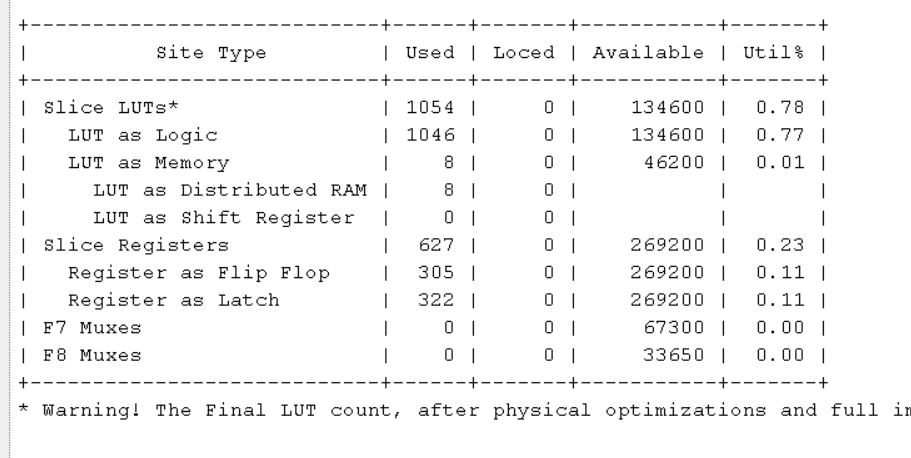 +----------------------------+------+-------+-----------+-------+
|          Site Type         | Used | Loced | Available | Util% |
+----------------------------+------+-------+-----------+-------+
| Slice LUTs*                | 1054 |     0 |    134600 |  0.78 |
|   LUT as Logic             | 1046 |     0 |    134600 |  0.77 |
|   LUT as Memory            |    8 |     0 |     46200 |  0.01 |
|     LUT as Distributed RAM |    8 |     0 |           |       |
|     LUT as Shift Register  |    0 |     0 |           |       |
| Slice Registers            |  627 |     0 |    269200 |  0.23 |
|   Register as Flip Flop    |  305 |     0 |    269200 |  0.11 |
|   Register as Latch        |  322 |     0 |    269200 |  0.11 |
| F7 Muxes                   |    0 |     0 |     67300 |  0.00 |
| F8 Muxes                   |    0 |     0 |     33650 |  0.00 |
+----------------------------+------+-------+-----------+-------+
* Warning! The Final LUT count, after physical optimizations and full